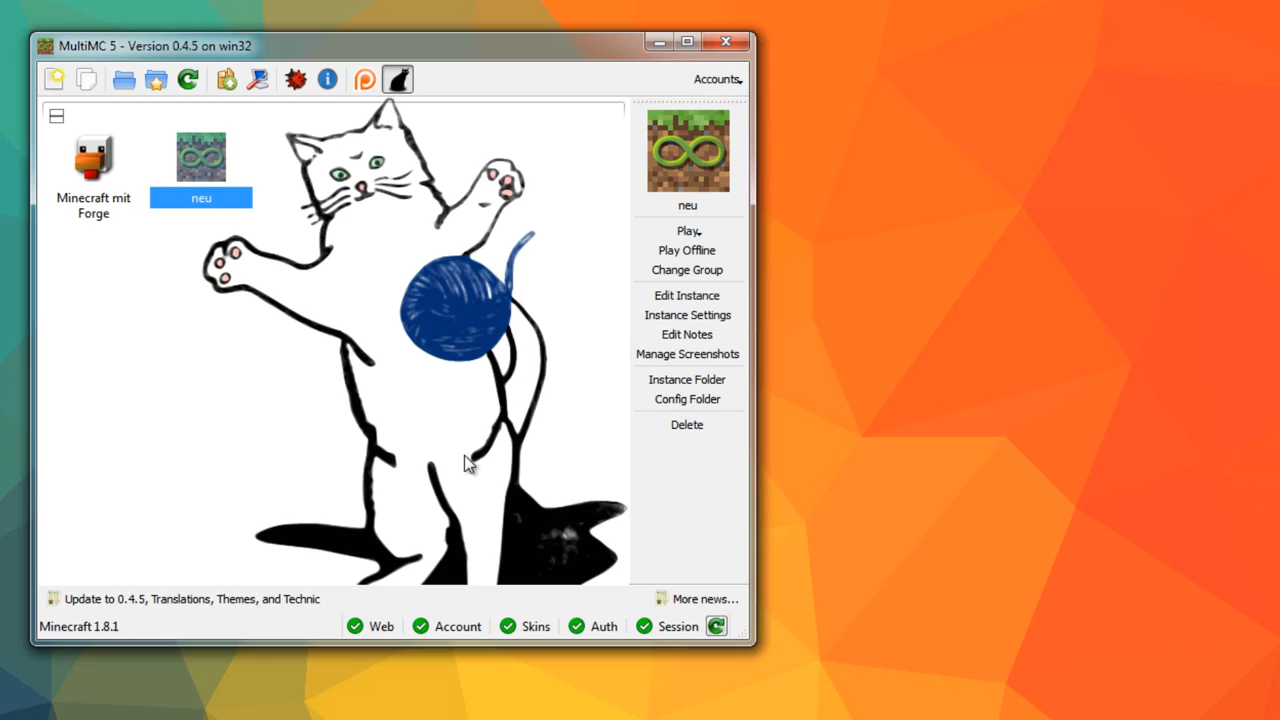 MultiMC 5 - Version 0.4.5 on win32
Accounts
Minecraft mit
Forge
neu
neu
Play
Play Offline
Change Group
Edit Instance
Instance Settings
Edit Notes
Manage Screenshots
Instance Folder
Config Folder
Delete
Update to 0.4.5, Translations, Themes, and Technic
More news...
Minecraft 1.8.1
Web
Account
Skins
Auth
Session